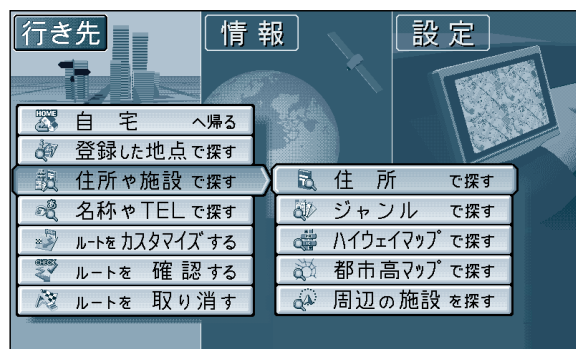 行き先
情報
設定
HOME 自宅へ帰る
登録した地点で探す
住所や施設で探す
名称やTELで探す
ルートをカスタマイズする
CHECK ルートを 確認する
ルートを 取り消す
住所 で探す
ジャンル で探す
ハイウェイマップで探す
都市高マップで探す
周辺の施設を探す